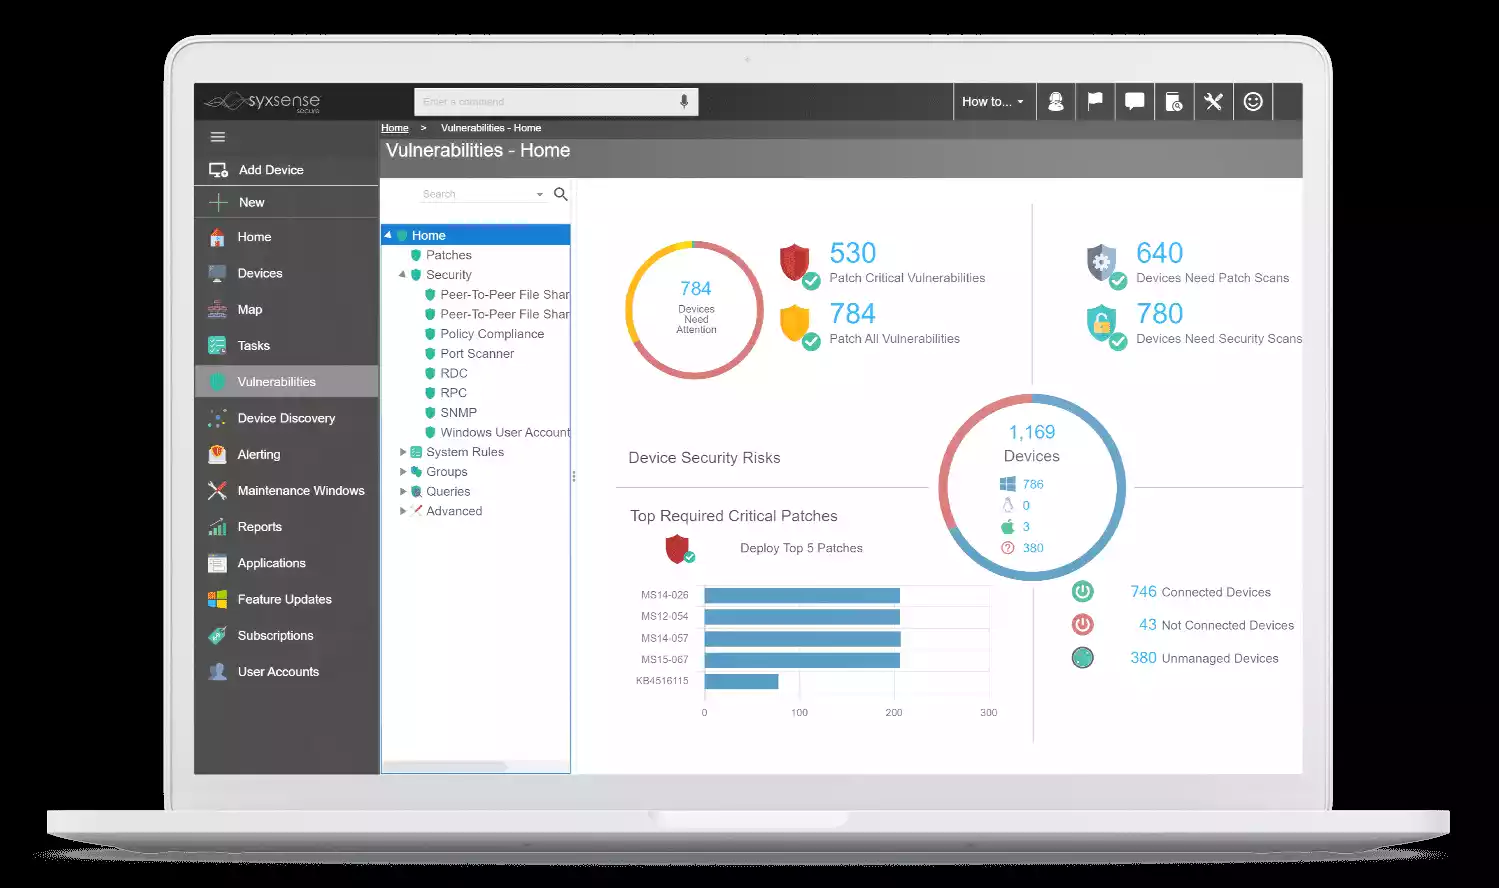 syxsense
secure
Enter a command
How to...
Home > Vulnerabilities - Home
Vulnerabilities - Home
Add Device
New
Home
Devices
Map
Tasks
Vulnerabilities
Device Discovery
Alerting
Maintenance Windows
Reports
Applications
Feature Updates
Subscriptions
User Accounts
Search
Home
Patches
Security
Peer-To-Peer File Shar
Peer-To-Peer File Shar
Policy Compliance
Port Scanner
RDC
RPC
SNMP
Windows User Account
System Rules
Groups
Queries
Advanced
784
Devices
Need
Attention
530
Patch Critical Vulnerabilities
784
Patch All Vulnerabilities
640
Devices Need Patch Scans
780
Devices Need Security Scans
Device Security Risks
1,169
Devices
786
0
3
380
Top Required Critical Patches
Deploy Top 5 Patches
MS14-026
MS12-054
MS14-057
MS15-067
KB4516115
0 100 200 300
746 Connected Devices
43 Not Connected Devices
380 Unmanaged Devices